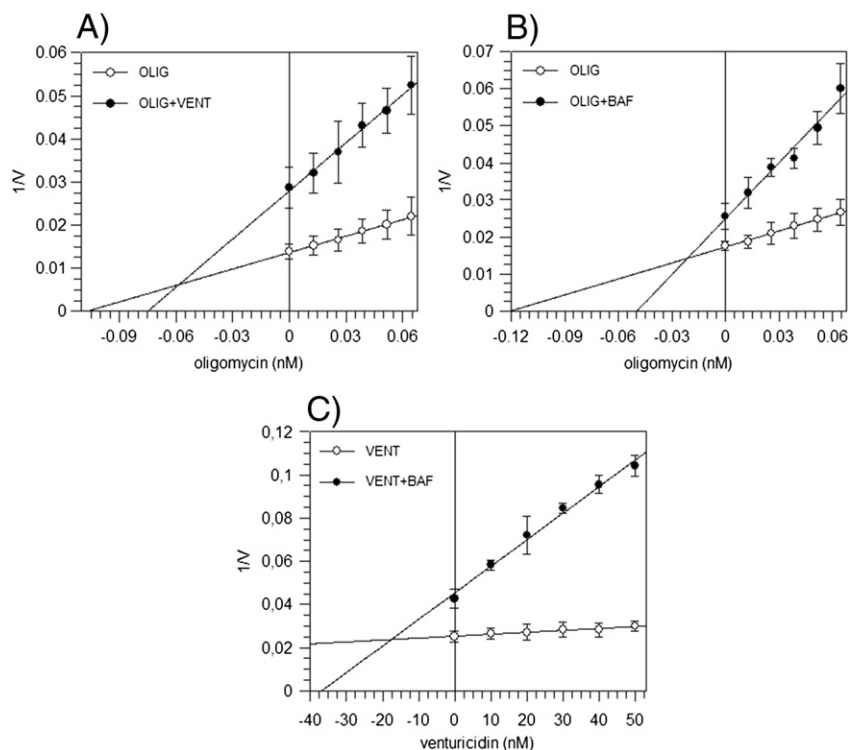 A)
B)
0.06
0.05
0.04
0.03
0.02
0.01
0
1/V
OLIG
OLIG+VENT
-0.09 -0.06 -0.03 0 0.03 0.06
oligomycin (nM)
0.07
0.06
0.05
0.04
0.03
0.02
0.01
0
1/V
OLIG
OLIG+BAF
-0.12 -0.09 -0.06 -0.03 0 0.03 0.06
oligomycin (nM)
C)
0,12
0,1
0,08
0,06
0,04
0,02
0
1/V
VENT
VENT+BAF
-40 -30 -20 -10 0 10 20 30 40 50
venturicidin (nM)